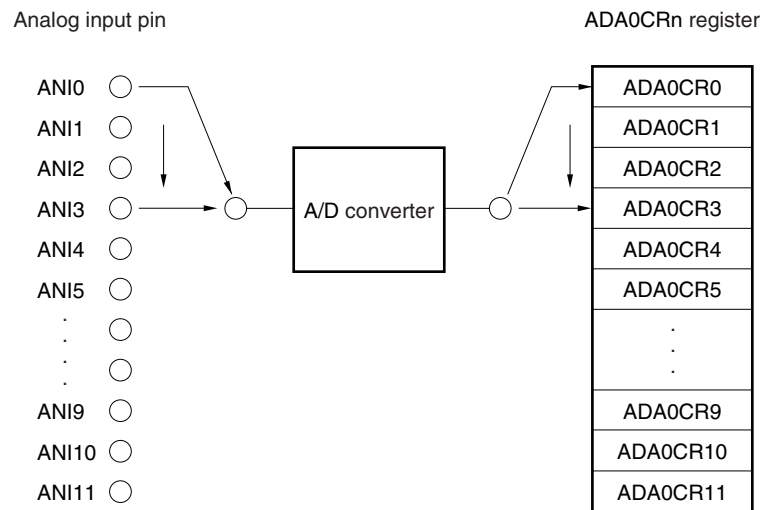 Analog input pin
ADA0CRn register
ANI0
ANI1
ANI2
ANI3
ANI4
ANI5
.
.
.
.
ANI9
ANI10
ANI11
A/D converter
ADA0CR0
ADA0CR1
ADA0CR2
ADA0CR3
ADA0CR4
ADA0CR5
.
.
.
ADA0CR9
ADA0CR10
ADA0CR11